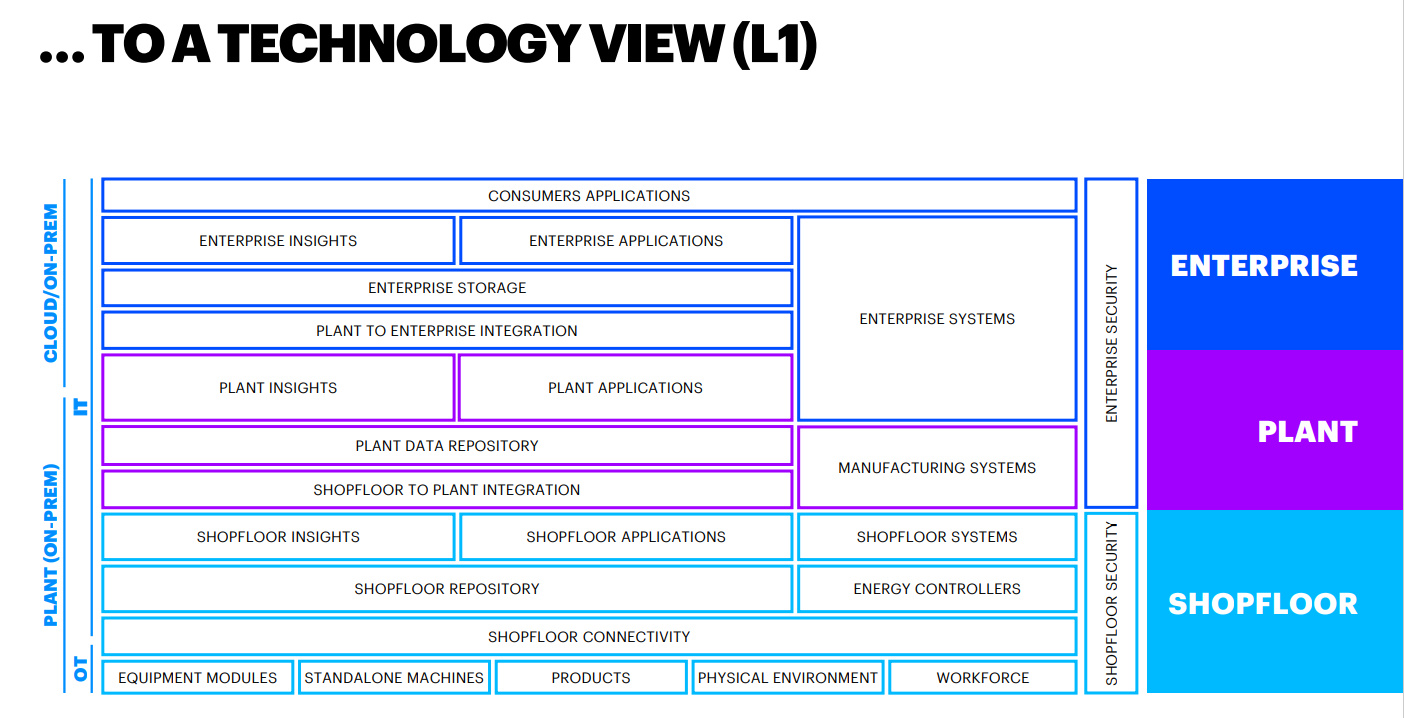 ... TO A TECHNOLOGY VIEW (L1)
CLOUD/ON-PREM
PLANT (ON-PREM)
IT
OT
CONSUMERS APPLICATIONS
ENTERPRISE INSIGHTS
ENTERPRISE APPLICATIONS
ENTERPRISE STORAGE
PLANT TO ENTERPRISE INTEGRATION
ENTERPRISE SYSTEMS
PLANT INSIGHTS
PLANT APPLICATIONS
PLANT DATA REPOSITORY
SHOPFLOOR TO PLANT INTEGRATION
MANUFACTURING SYSTEMS
SHOPFLOOR INSIGHTS
SHOPFLOOR APPLICATIONS
SHOPFLOOR SYSTEMS
SHOPFLOOR REPOSITORY
ENERGY CONTROLLERS
SHOPFLOOR CONNECTIVITY
EQUIPMENT MODULES
STANDALONE MACHINES
PRODUCTS
PHYSICAL ENVIRONMENT
WORKFORCE
ENTERPRISE SECURITY
SHOPFLOOR SECURITY
ENTERPRISE
PLANT
SHOPFLOOR